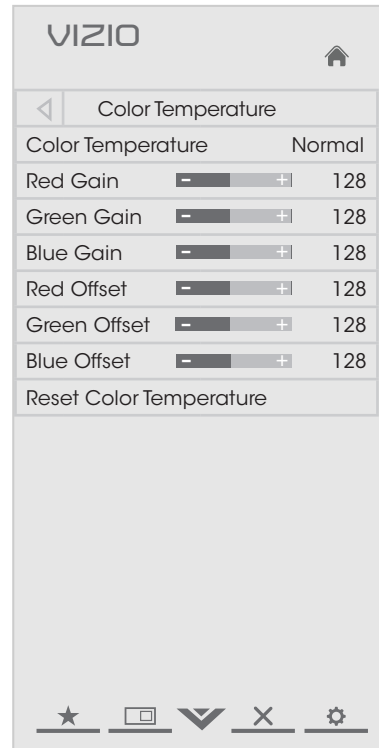 VIZIO
Color Temperature
Color Temperature Normal
Red Gain - + 128
Green Gain - + 128
Blue Gain - + 128
Red Offset - + 128
Green Offset - + 128
Blue Offset - + 128
Reset Color Temperature